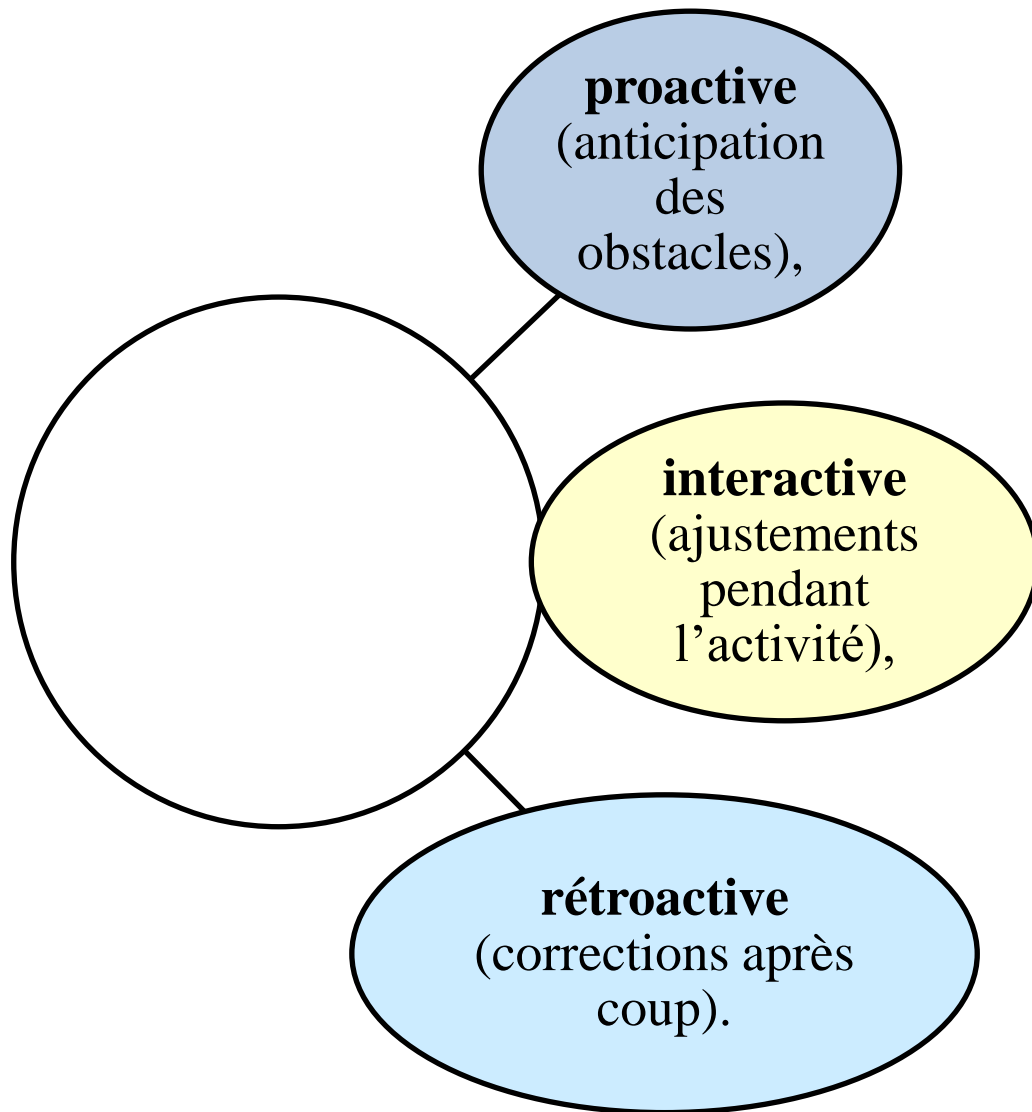 proactive
(anticipation
des
obstacles),
interactive
(ajustements
pendant
l’activité),
rétroactive
(corrections après
coup).